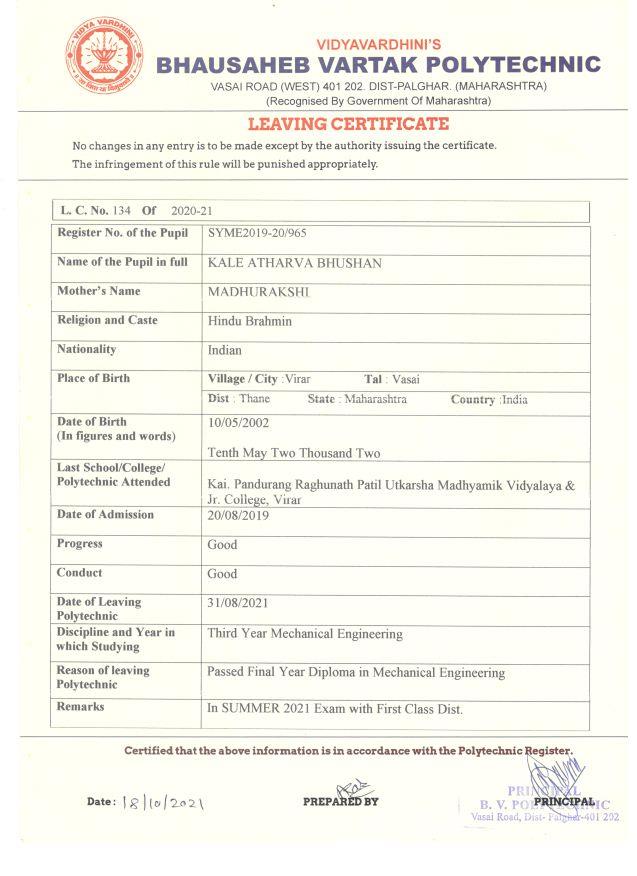 VIDYA VARDHINI
VIDYAVARDHINI'S
BHAUSAHEB VARTAK POLYTECHNIC
VASAI ROAD (WEST) 401 202. DIST-PALGHAR. (MAHARASHTRA)
(Recognised By Government Of Maharashtra)
LEAVING CERTIFICATE
No changes in any entry is to be made except by the authority issuing the certificate.
The infringement of this rule will be punished appropriately.
L. C. No. 134 Of 2020-21
Register No. of the Pupil SYME2019-20/965
Name of the Pupil in full KALE ATHARVA BHUSHAN
Mother's Name MADHURAKSHI
Religion and Caste Hindu Brahmin
Nationality Indian
Place of Birth Village / City :Virar Tal : Vasai
Dist : Thane State : Maharashtra Country :India
Date of Birth 10/05/2002
(In figures and words)
Tenth May Two Thousand Two
Last School/College/
Polytechnic Attended Kai. Pandurang Raghunath Patil Utkarsha Madhyamik Vidyalaya &
Jr. College, Virar
Date of Admission 20/08/2019
Progress Good
Conduct Good
Date of Leaving 31/08/2021
Polytechnic
Discipline and Year in Third Year Mechanical Engineering
which Studying
Reason of leaving Passed Final Year Diploma in Mechanical Engineering
Polytechnic
Remarks In SUMMER 2021 Exam with First Class Dist.
Certified that the above information is in accordance with the Polytechnic Register.
Date: 18/10/2021 PREPARED BY PRINCIPAL
PRINCIPAL
B. V. POLYTECHNIC
Vasai Road, Dist- Palghar-401 202